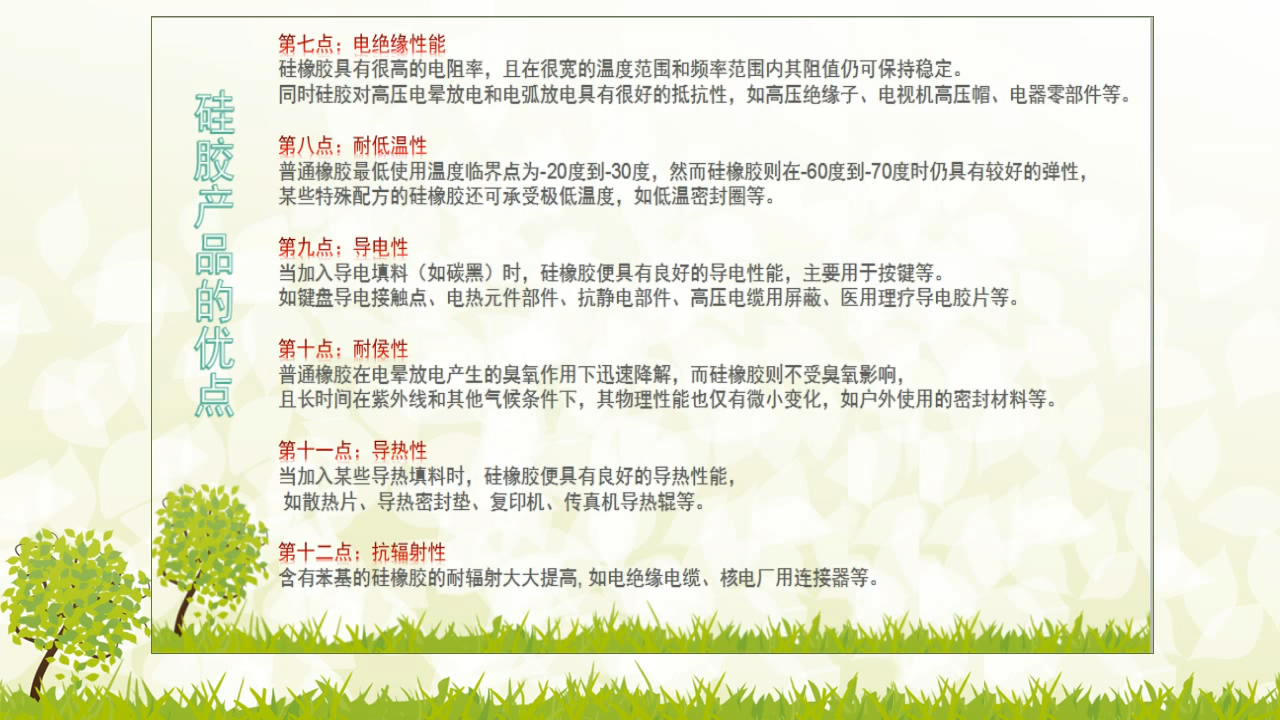 硅胶产品的优点
第七点；电绝缘性能
硅橡胶具有很高的电阻率，且在很宽的温度范围和频率范围内其阻值仍可保持稳定。
同时硅胶对高压电晕放电和电弧放电具有很好的抵抗性，如高压绝缘子、电视机高压帽、电器零部件等。
第八点；耐低温性
普通橡胶最低使用温度临界点为-20度到-30度，然而硅橡胶则在-60度到-70度时仍具有较好的弹性，
某些特殊配方的硅橡胶还可承受极低温度，如低温密封圈等。
第九点；导电性
当加入导电填料（如碳黑）时，硅橡胶便具有良好的导电性能，主要用于按键等。
如键盘导电接触点、电热元件部件、抗静电部件、高压电缆用屏蔽、医用理疗导电胶片等。
第十点；耐侯性
普通橡胶在电晕放电产生的臭氧作用下迅速降解，而硅橡胶则不受臭氧影响，
且长时间在紫外线和其他气候条件下，其物理性能也仅有微小变化，如户外使用的密封材料等。
第十一点；导热性
当加入某些导热填料时，硅橡胶便具有良好的导热性能，
如散热片、导热密封垫、复印机、传真机导热辊等。
第十二点；抗辐射性
含有苯基的硅橡胶的耐辐射大大提高, 如电绝缘电缆、核电厂用连接器等。